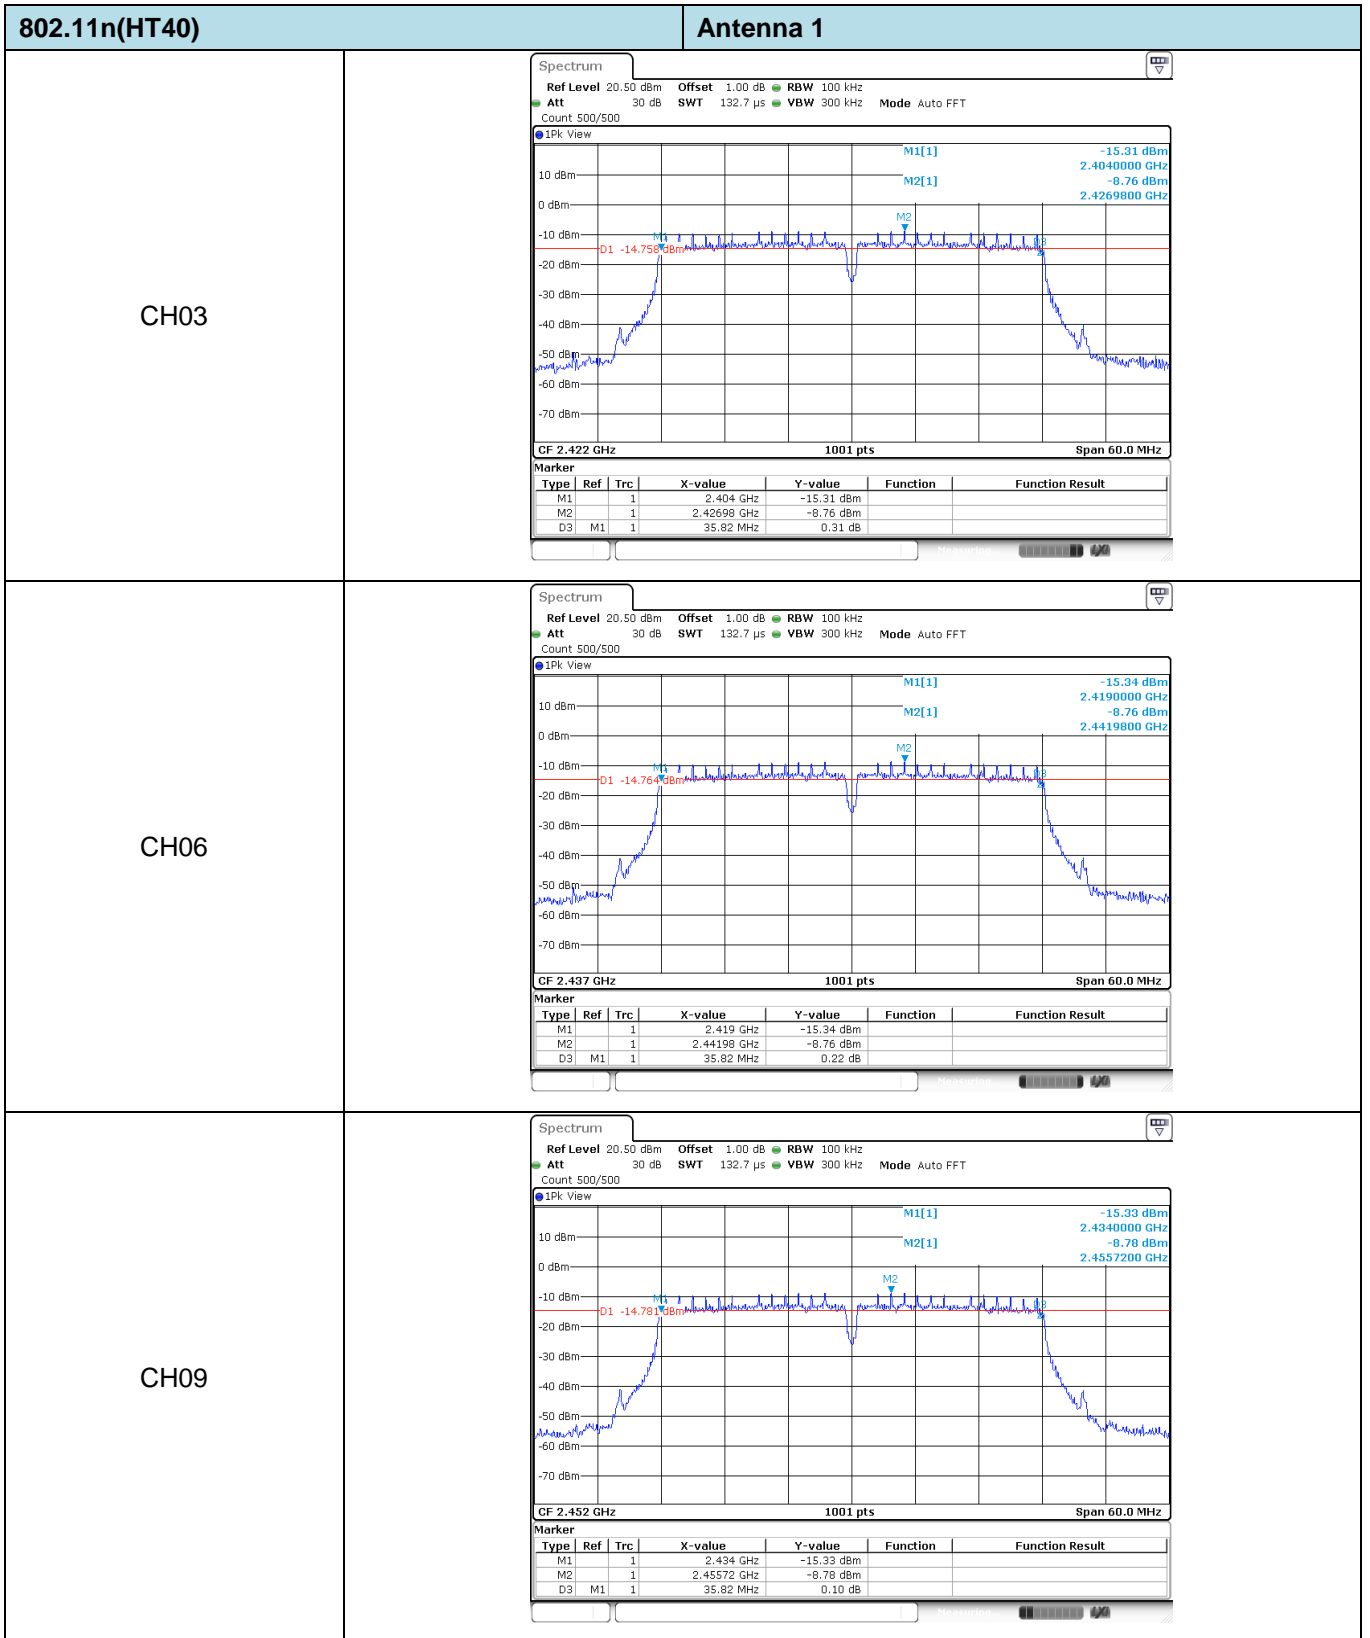 802.11n(HT40) Antenna 1
CH03
Spectrum
Ref Level 20.50 dBm Offset 1.00 dB RBW 100 kHz
Att 30 dB SWT 132.7 µs VBW 300 kHz Mode Auto FFT
Count 500/500
1Pk View
M1[1] -15.31 dBm
2.4040000 GHz
10 dBm
M2[1] -8.76 dBm
2.4269800 GHz
0 dBm
M2
-10 dBm
D1 -14.758 dBm
-20 dBm
-30 dBm
-40 dBm
-50 dBm
-60 dBm
-70 dBm
CF 2.422 GHz 1001 pts Span 60.0 MHz
Marker
Type Ref Trc X-value Y-value Function Function Result
M1 1 2.404 GHz -15.31 dBm
M2 1 2.42698 GHz -8.76 dBm
D3 M1 1 35.82 MHz 0.31 dB
Measuring...
CH06
Spectrum
Ref Level 20.50 dBm Offset 1.00 dB RBW 100 kHz
Att 30 dB SWT 132.7 µs VBW 300 kHz Mode Auto FFT
Count 500/500
1Pk View
M1[1] -15.34 dBm
2.4190000 GHz
10 dBm
M2[1] -8.76 dBm
2.4419800 GHz
0 dBm
M2
-10 dBm
D1 -14.764 dBm
-20 dBm
-30 dBm
-40 dBm
-50 dBm
-60 dBm
-70 dBm
CF 2.437 GHz 1001 pts Span 60.0 MHz
Marker
Type Ref Trc X-value Y-value Function Function Result
M1 1 2.419 GHz -15.34 dBm
M2 1 2.44198 GHz -8.76 dBm
D3 M1 1 35.82 MHz 0.22 dB
Measuring...
CH09
Spectrum
Ref Level 20.50 dBm Offset 1.00 dB RBW 100 kHz
Att 30 dB SWT 132.7 µs VBW 300 kHz Mode Auto FFT
Count 500/500
1Pk View
M1[1] -15.33 dBm
2.4340000 GHz
10 dBm
M2[1] -8.78 dBm
2.4557200 GHz
0 dBm
M2
-10 dBm
D1 -14.781 dBm
-20 dBm
-30 dBm
-40 dBm
-50 dBm
-60 dBm
-70 dBm
CF 2.452 GHz 1001 pts Span 60.0 MHz
Marker
Type Ref Trc X-value Y-value Function Function Result
M1 1 2.434 GHz -15.33 dBm
M2 1 2.45572 GHz -8.78 dBm
D3 M1 1 35.82 MHz 0.10 dB
Measuring...